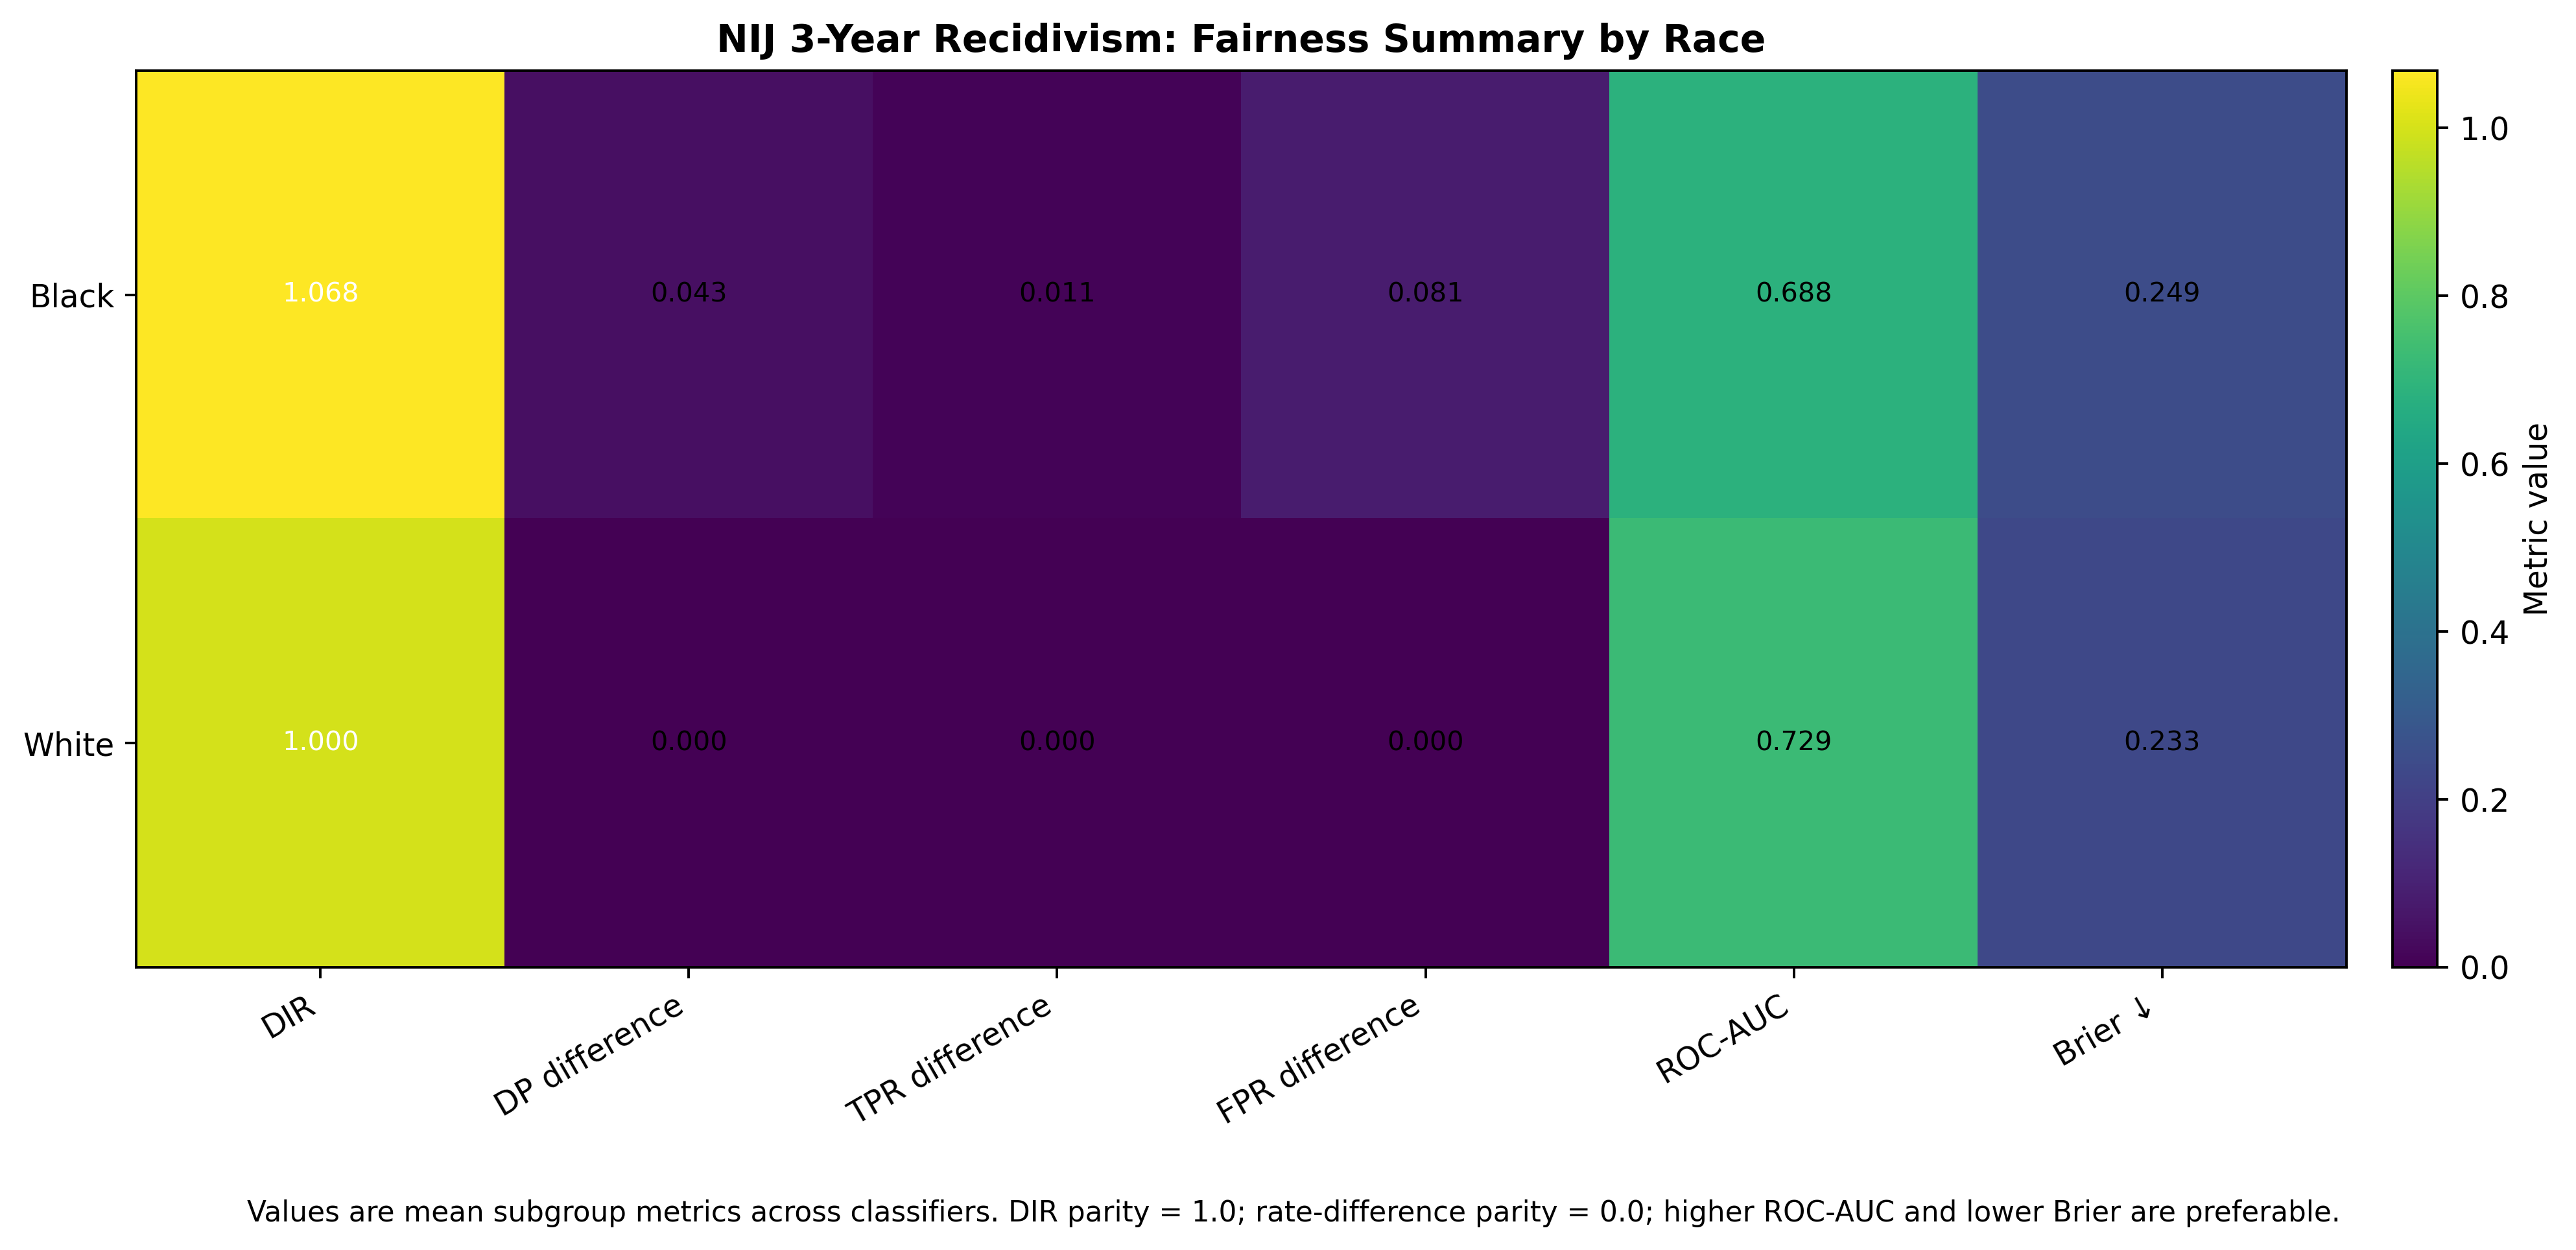 NIJ 3-Year Recidivism: Fairness Summary by Race
Black
1.068
0.043
0.011
0.081
0.688
0.249
White
1.000
0.000
0.000
0.000
0.729
0.233
DIR
DP difference
TPR difference
FPR difference
ROC-AUC
Brier ↓
1.0
0.8
0.6
0.4
0.2
0.0
Metric value
Values are mean subgroup metrics across classifiers. DIR parity = 1.0; rate-difference parity = 0.0; higher ROC-AUC and lower Brier are preferable.